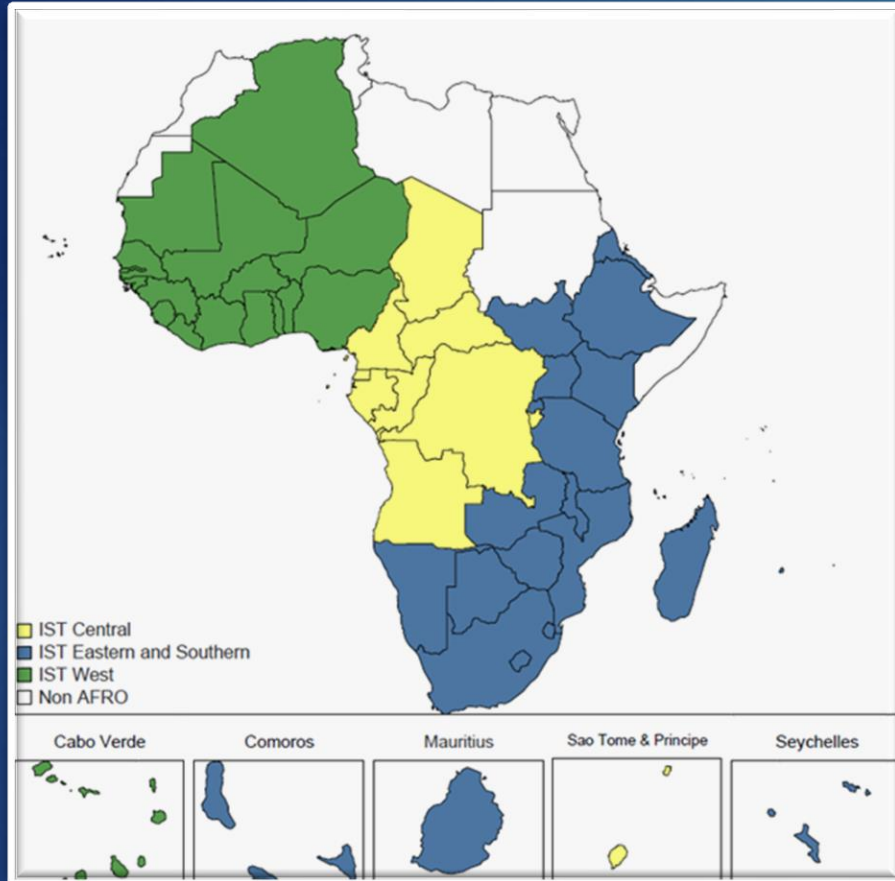 IST Central
IST Eastern and Southern
IST West
Non AFRO
Cabo Verde
Comoros
Mauritius
Sao Tome & Principe
Seychelles